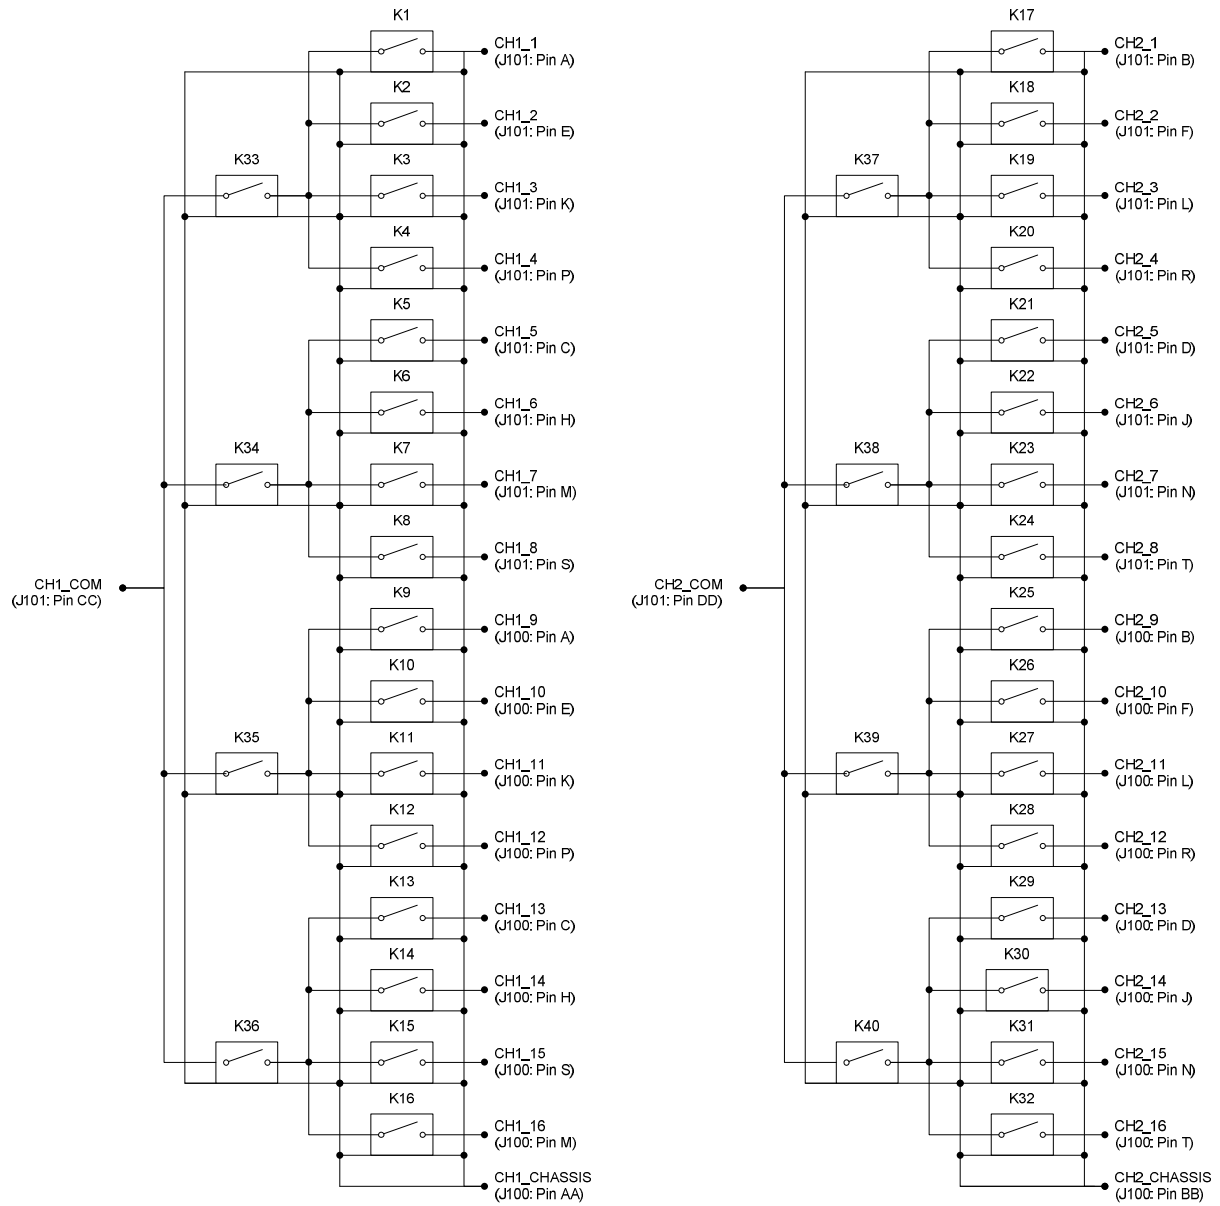 K1
CH1_1
(J101: Pin A)
K2
CH1_2
(J101: Pin E)
K33
K3
CH1_3
(J101: Pin K)
K4
CH1_4
(J101: Pin P)
K5
CH1_5
(J101: Pin C)
K6
CH1_6
(J101: Pin H)
K34
K7
CH1_7
(J101: Pin M)
K8
CH1_8
(J101: Pin S)
CH1_COM
(J101: Pin CC)
K9
CH1_9
(J100: Pin A)
K10
CH1_10
(J100: Pin E)
K35
K11
CH1_11
(J100: Pin K)
K12
CH1_12
(J100: Pin P)
K13
CH1_13
(J100: Pin C)
K14
CH1_14
(J100: Pin H)
K36
K15
CH1_15
(J100: Pin S)
K16
CH1_16
(J100: Pin M)
CH1_CHASSIS
(J100: Pin AA)
K17
CH2_1
(J101: Pin B)
K18
CH2_2
(J101: Pin F)
K37
K19
CH2_3
(J101: Pin L)
K20
CH2_4
(J101: Pin R)
K21
CH2_5
(J101: Pin D)
K22
CH2_6
(J101: Pin J)
K38
K23
CH2_7
(J101: Pin N)
K24
CH2_8
(J101: Pin T)
CH2_COM
(J101: Pin DD)
K25
CH2_9
(J100: Pin B)
K26
CH2_10
(J100: Pin F)
K39
K27
CH2_11
(J100: Pin L)
K28
CH2_12
(J100: Pin R)
K29
CH2_13
(J100: Pin D)
K30
CH2_14
(J100: Pin J)
K40
K31
CH2_15
(J100: Pin N)
K32
CH2_16
(J100: Pin T)
CH2_CHASSIS
(J100: Pin BB)